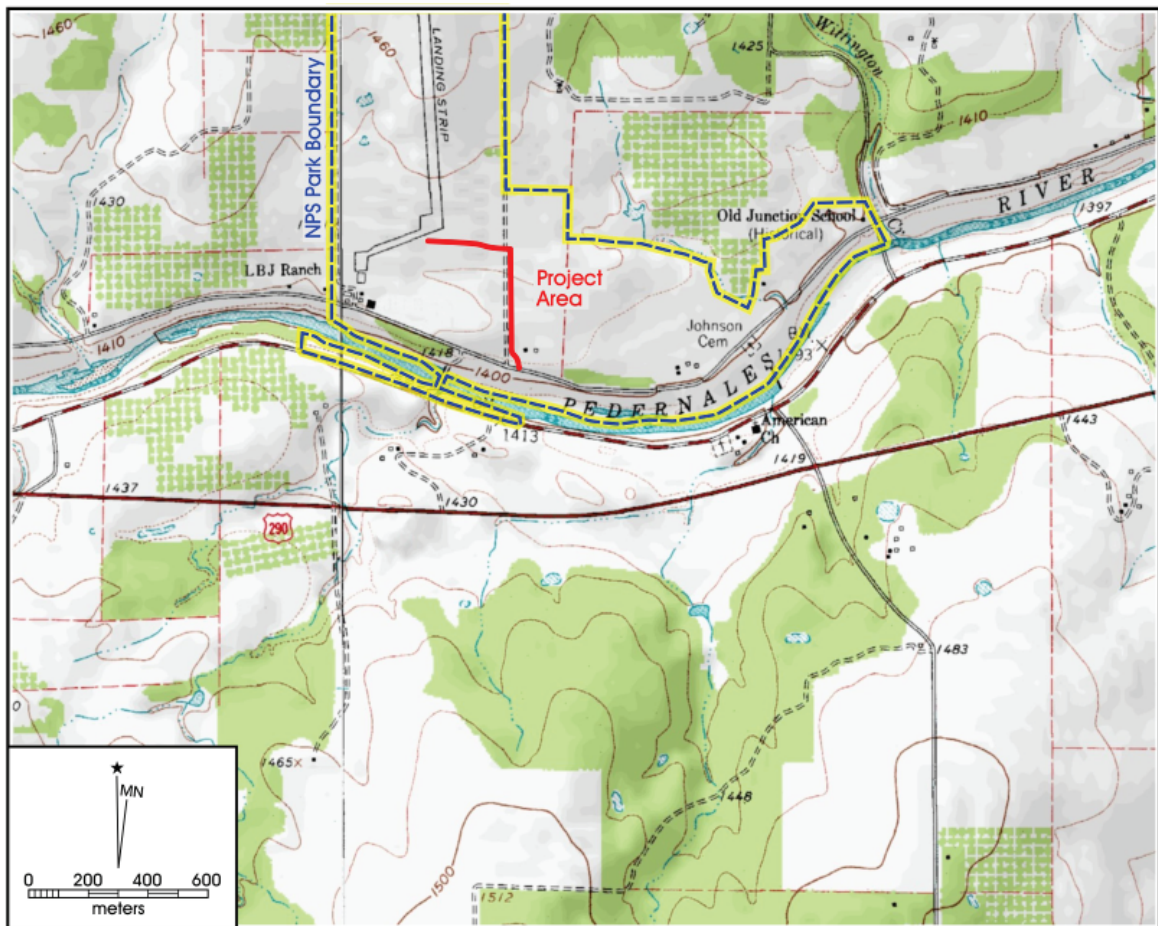 1460
1460
LANDING STRIP
1425
Williamson
1410
NPS Park Boundary
1430
RIVER
1397
Old Junction School
(Historical)
Cr
LBJ Ranch
Project
Area
1410
1418
1400
Johnson
Cem
PEDERNALES
American
Ch
1413
1419
1443
1437
1430
290
1483
1465
MN
1448
0 200 400 600
meters
1500
1512